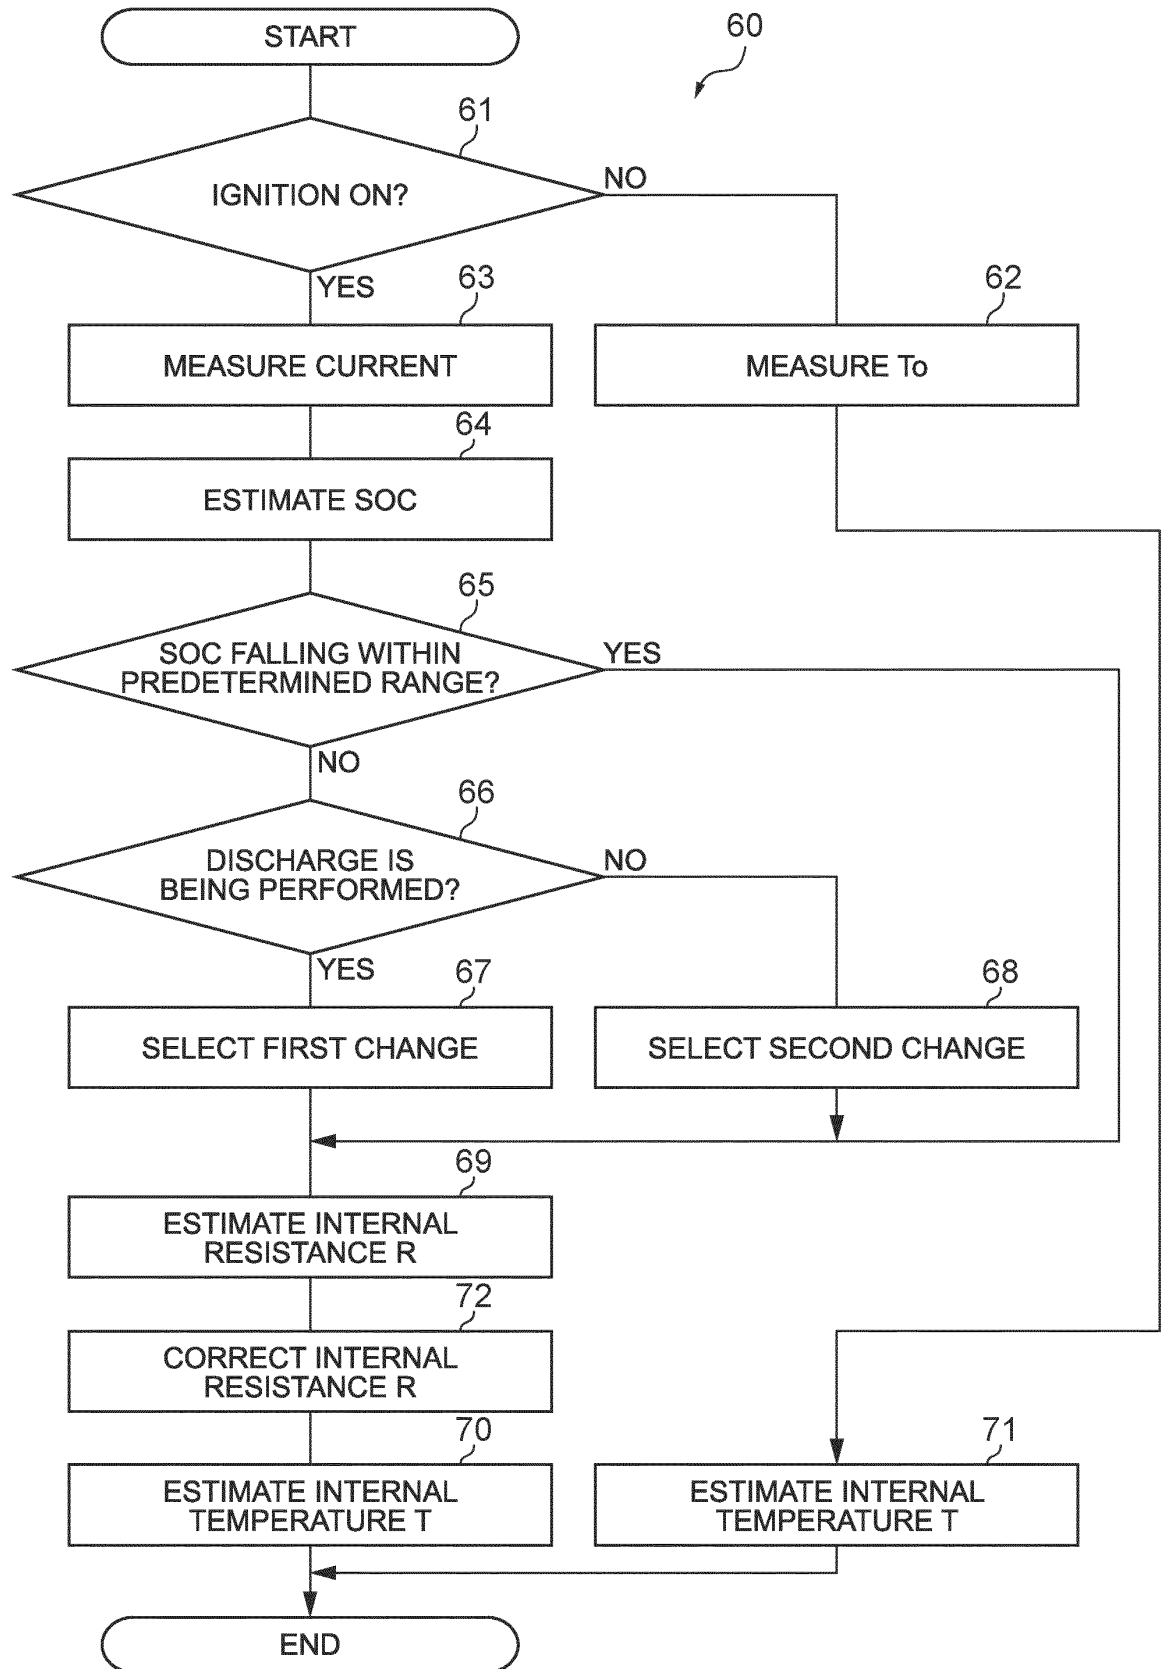 START
60
61
IGNITION ON?
NO
YES
63
MEASURE CURRENT
62
MEASURE To
64
ESTIMATE SOC
65
SOC FALLING WITHIN
PREDETERMINED RANGE?
YES
NO
66
DISCHARGE IS
BEING PERFORMED?
NO
YES
67
SELECT FIRST CHANGE
68
SELECT SECOND CHANGE
69
ESTIMATE INTERNAL
RESISTANCE R
72
CORRECT INTERNAL
RESISTANCE R
70
ESTIMATE INTERNAL
TEMPERATURE T
71
ESTIMATE INTERNAL
TEMPERATURE T
END